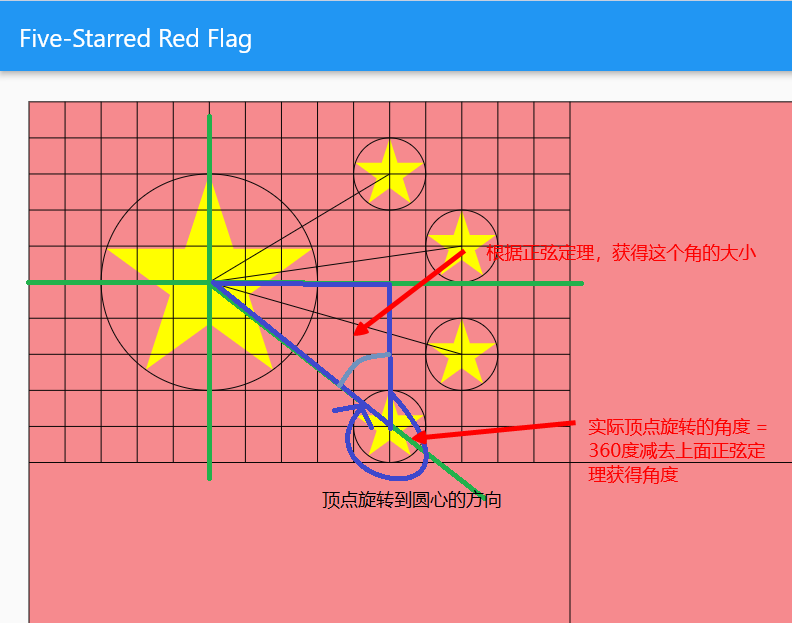 Five-Starred Red Flag
根据正弦定理，获得这个角的大小
实际顶点旋转的角度 =
360度减去上面正弦定
理获得角度
顶点旋转到圆心的方向